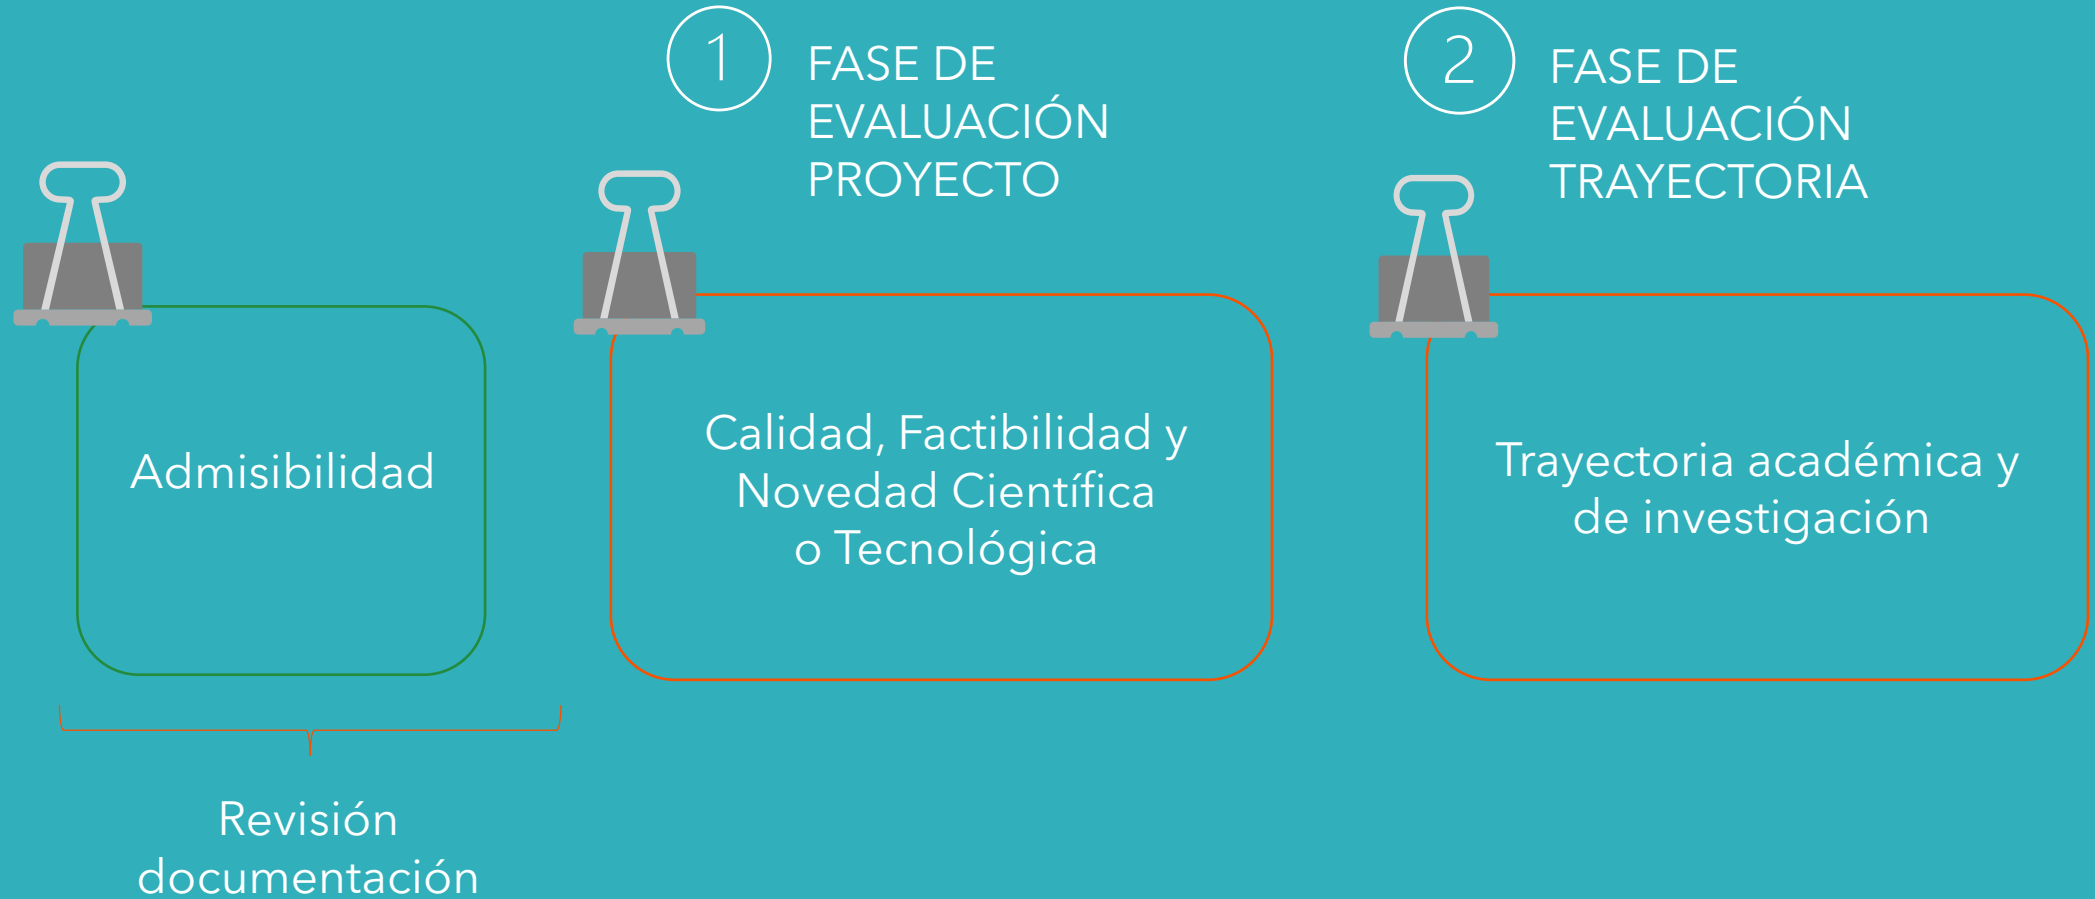 1
FASE DE
EVALUACIÓN
PROYECTO
2
FASE DE
EVALUACIÓN
TRAYECTORIA
Admisibilidad
Calidad, Factibilidad y
Novedad Científica
o Tecnológica
Trayectoria académica y
de investigación
Revisión
documentación